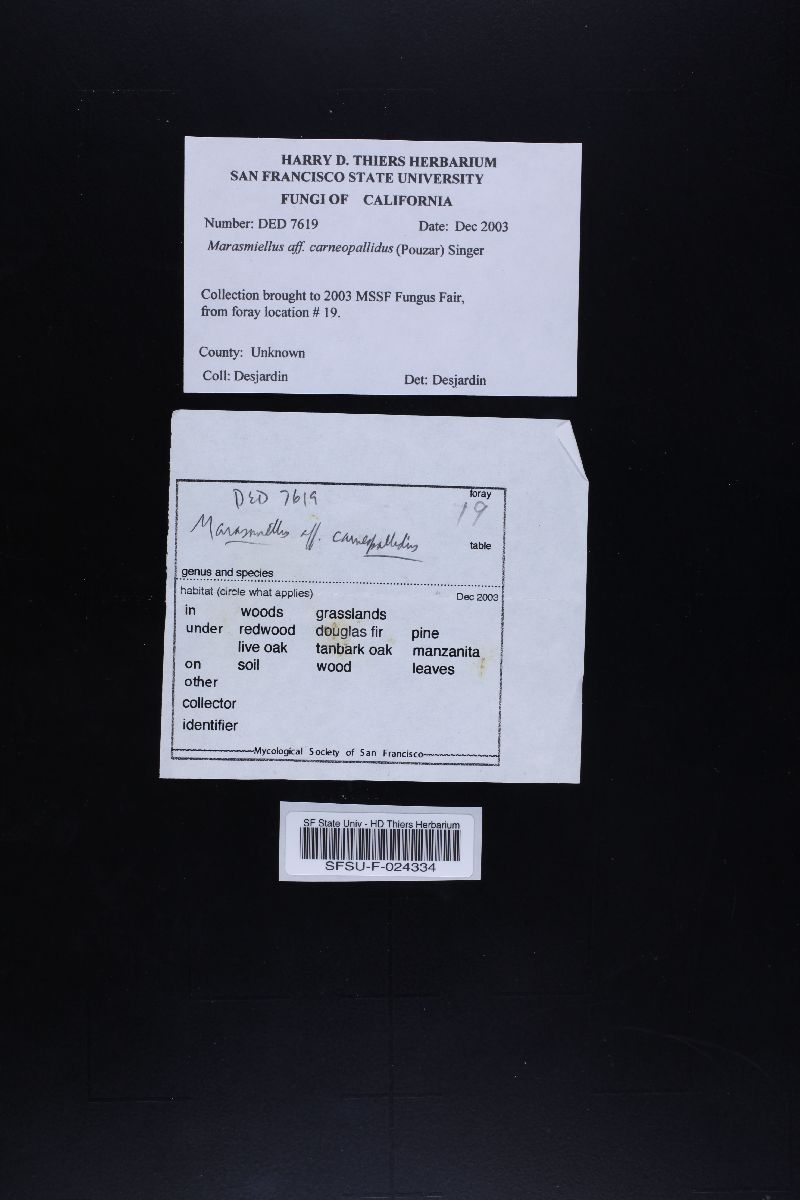 HARRY D. THIERS HERBARIUM
SAN FRANCISCO STATE UNIVERSITY
FUNGI OF CALIFORNIA
Number: DED 7619 Date: Dec 2003
Marasmiellus aff. carneopallidus (Pouzar) Singer
Collection brought to 2003 MSSF Fungus Fair,
from foray location # 19.
County: Unknown
Coll: Desjardin Det: Desjardin
DED 7619 foray
19
Marasmiellus aff. carneopallidus
table
genus and species
habitat (circle what applies) Dec 2003
in woods grasslands
under redwood douglas fir pine
live oak tanbark oak manzanita
on soil wood leaves
other
collector
identifier
Mycological Society of San Francisco
SF State Univ - HD Thiers Herbarium
SFSU-F-024334